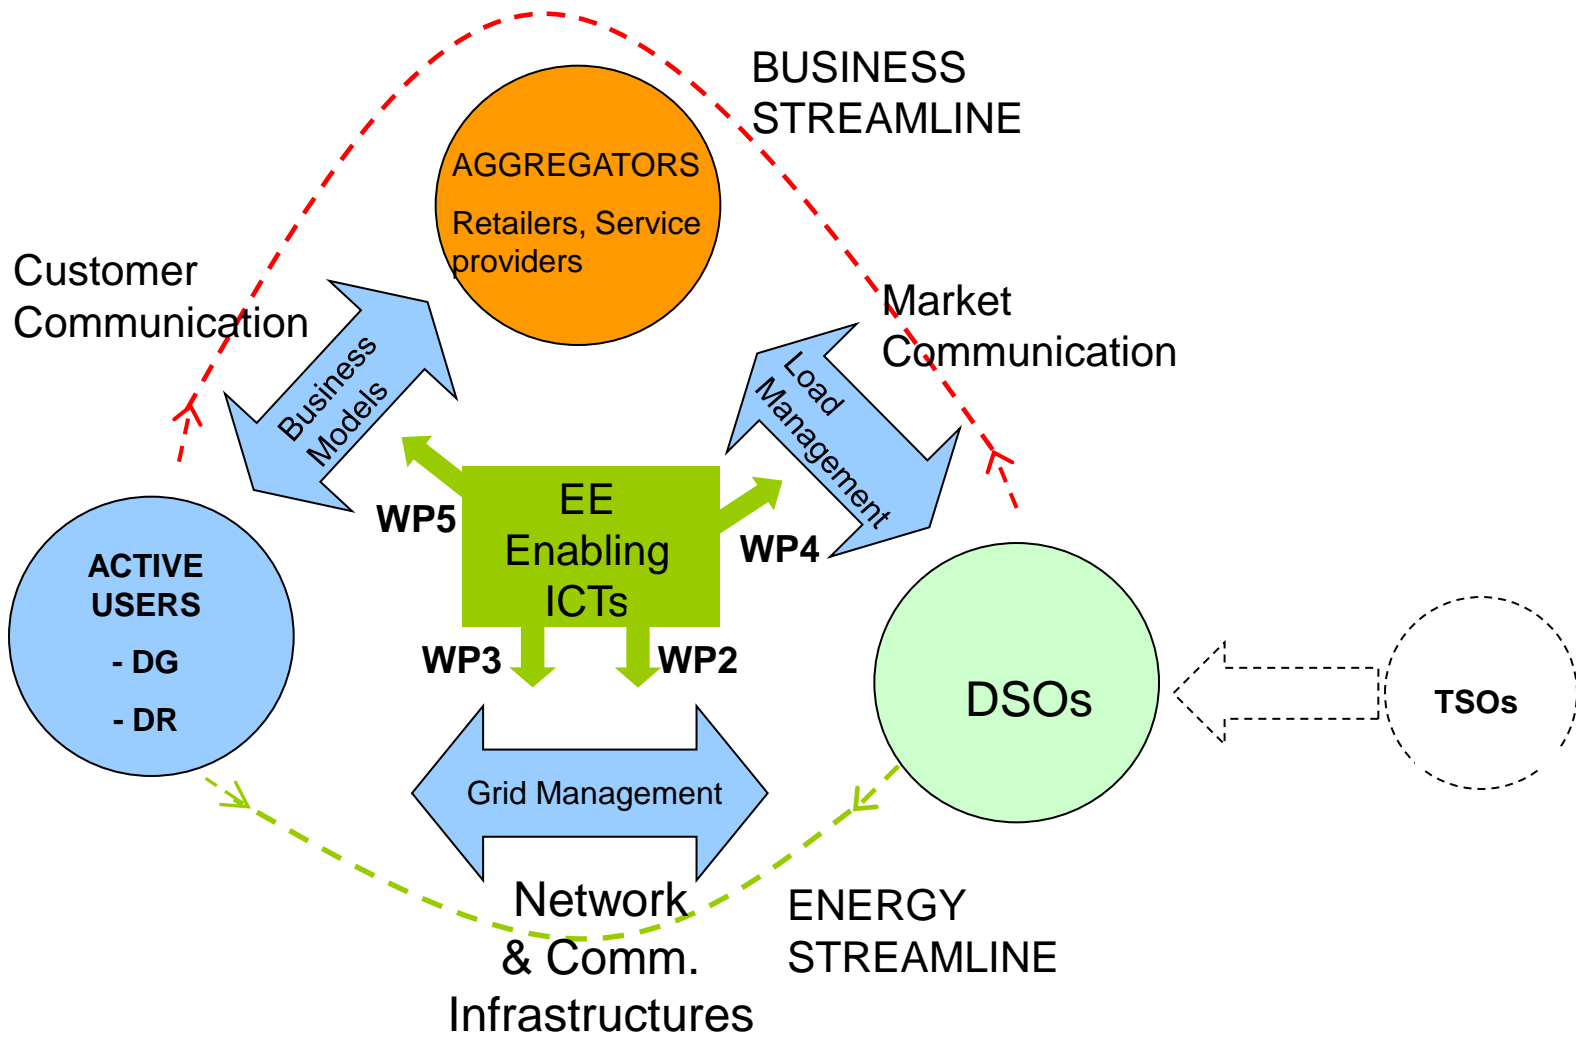 BUSINESS
STREAMLINE
AGGREGATORS
Retailers, Service
providers
Customer
Communication
Market
Communication
Business
Models
Load
Management
EE
Enabling
ICTs
WP5
WP4
WP3
WP2
ACTIVE
USERS
- DG
- DR
DSOs
TSOs
Grid Management
Network
& Comm.
Infrastructures
ENERGY
STREAMLINE